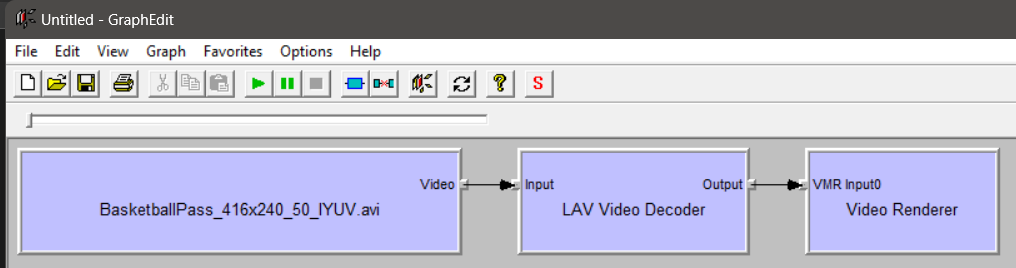 Untitled - GraphEdit
File Edit View Graph Favorites Options Help
S
Video Input Output VMR Input0
BasketballPass_416x240_50_IYUV.avi LAV Video Decoder Video Renderer